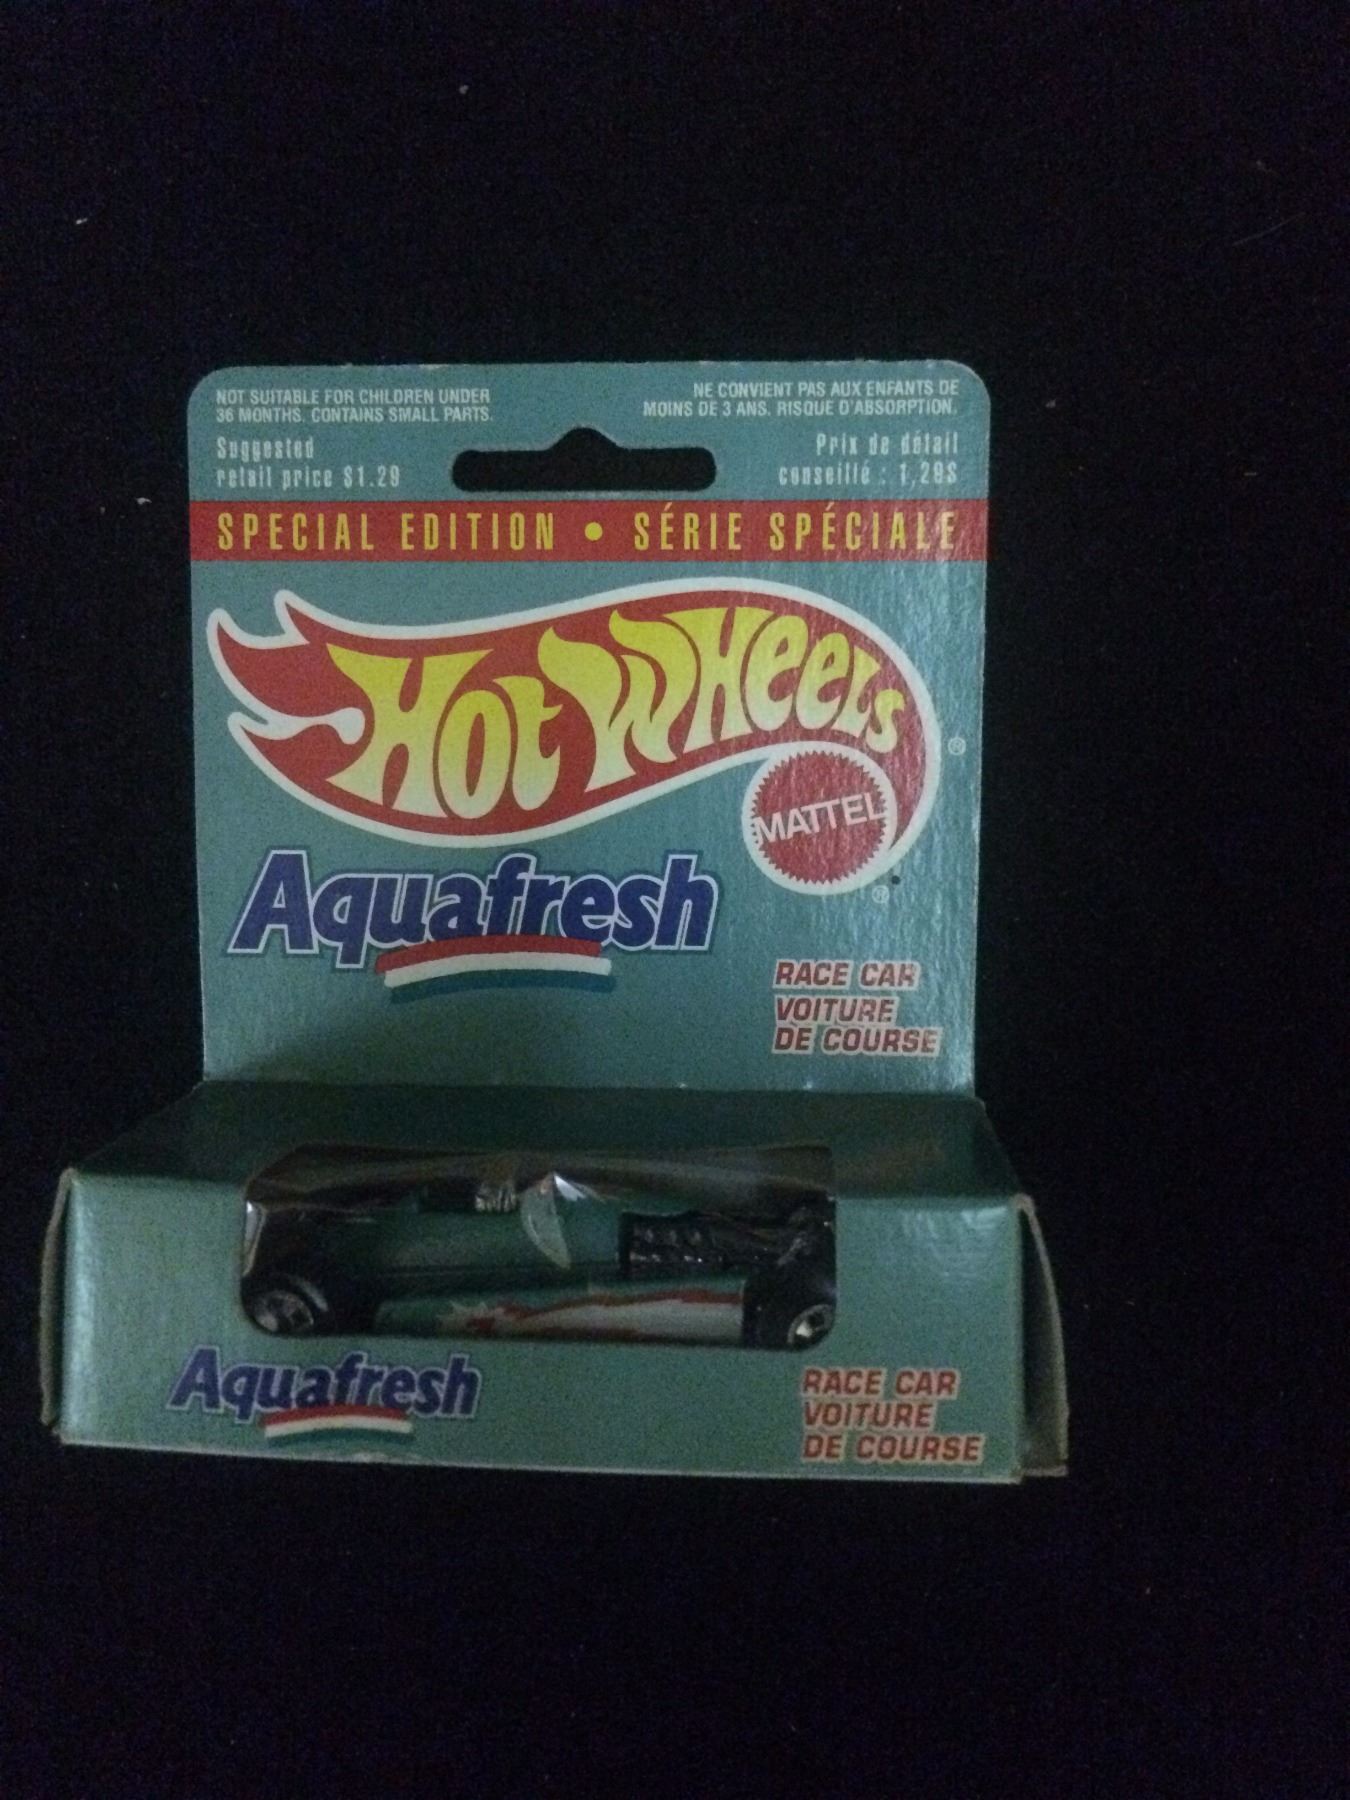 NOT SUITABLE FOR CHILDREN UNDER
36 MONTHS. CONTAINS SMALL PARTS.
NE CONVIENT PAS AUX ENFANTS DE
MOINS DE 3 ANS. RISQUE D'ABSORPTION.
Suggested
retail price $1.29
Prix de détail
conseillé : 1,29$
SPECIAL EDITION • SÉRIE SPÉCIALE
HOT WHEELS ®
MATTEL ®
Aquafresh
RACE CAR
VOITURE
DE COURSE
Aquafresh
RACE CAR
VOITURE
DE COURSE